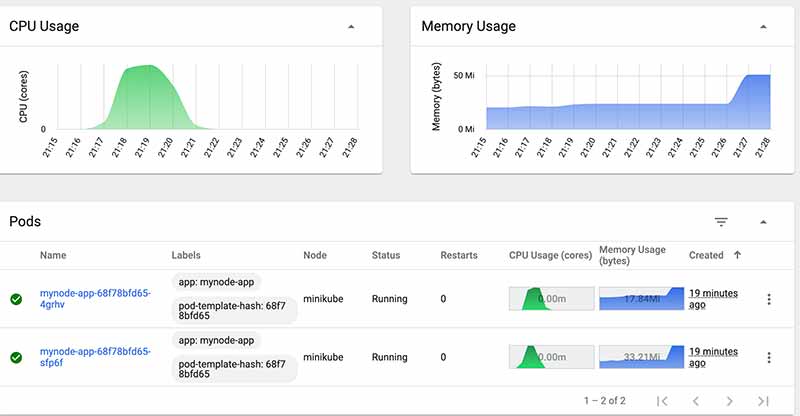 CPU Usage
CPU (cores)
0
21:15
21:16
21:17
21:18
21:19
21:20
21:21
21:22
21:23
21:24
21:25
21:26
21:27
21:28
Memory Usage
Memory (bytes)
50 Mi
0 Mi
21:15
21:16
21:17
21:18
21:19
21:20
21:21
21:22
21:23
21:24
21:25
21:26
21:27
21:28
Pods
Name Labels Node Status Restarts CPU Usage (cores) Memory Usage
(bytes) Created
app: mynode-app
mynode-app-68f78bfd65-
4grhv
pod-template-hash: 68f7
8bfd65
minikube Running 0 0.00m 17.84Mi 19 minutes
ago
app: mynode-app
mynode-app-68f78bfd65-
sfp6f
pod-template-hash: 68f7
8bfd65
minikube Running 0 0.00m 33.21Mi 19 minutes
ago
1 – 2 of 2